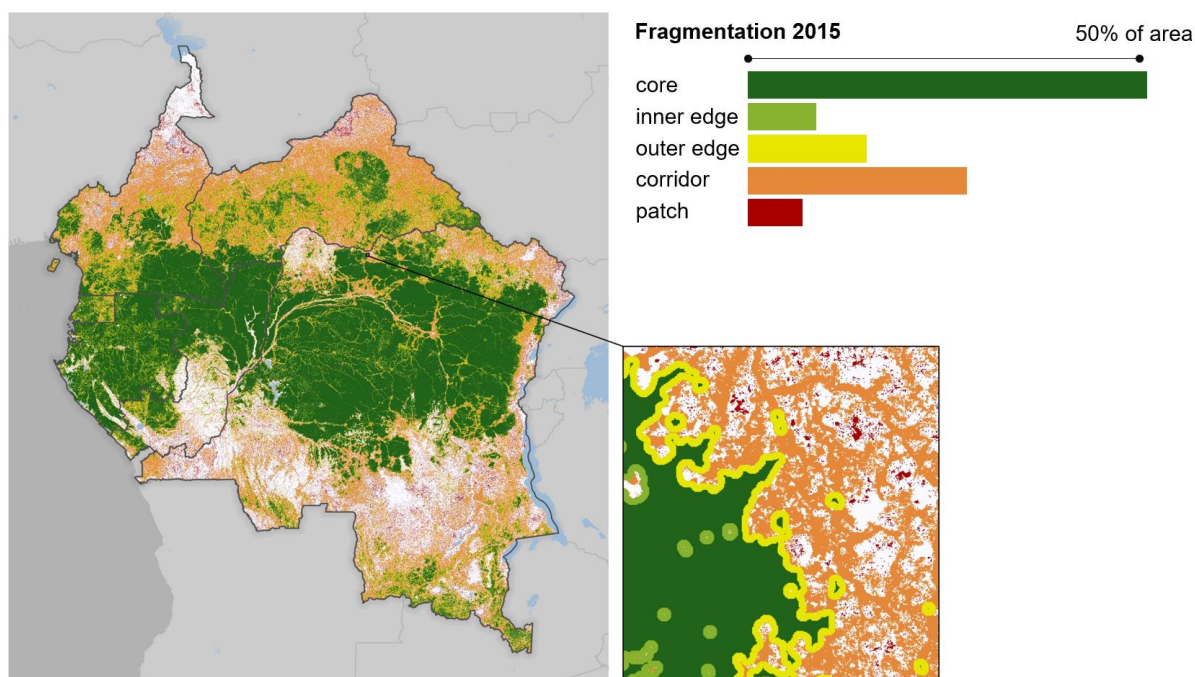 Fragmentation 2015
50% of area
core
inner edge
outer edge
corridor
patch